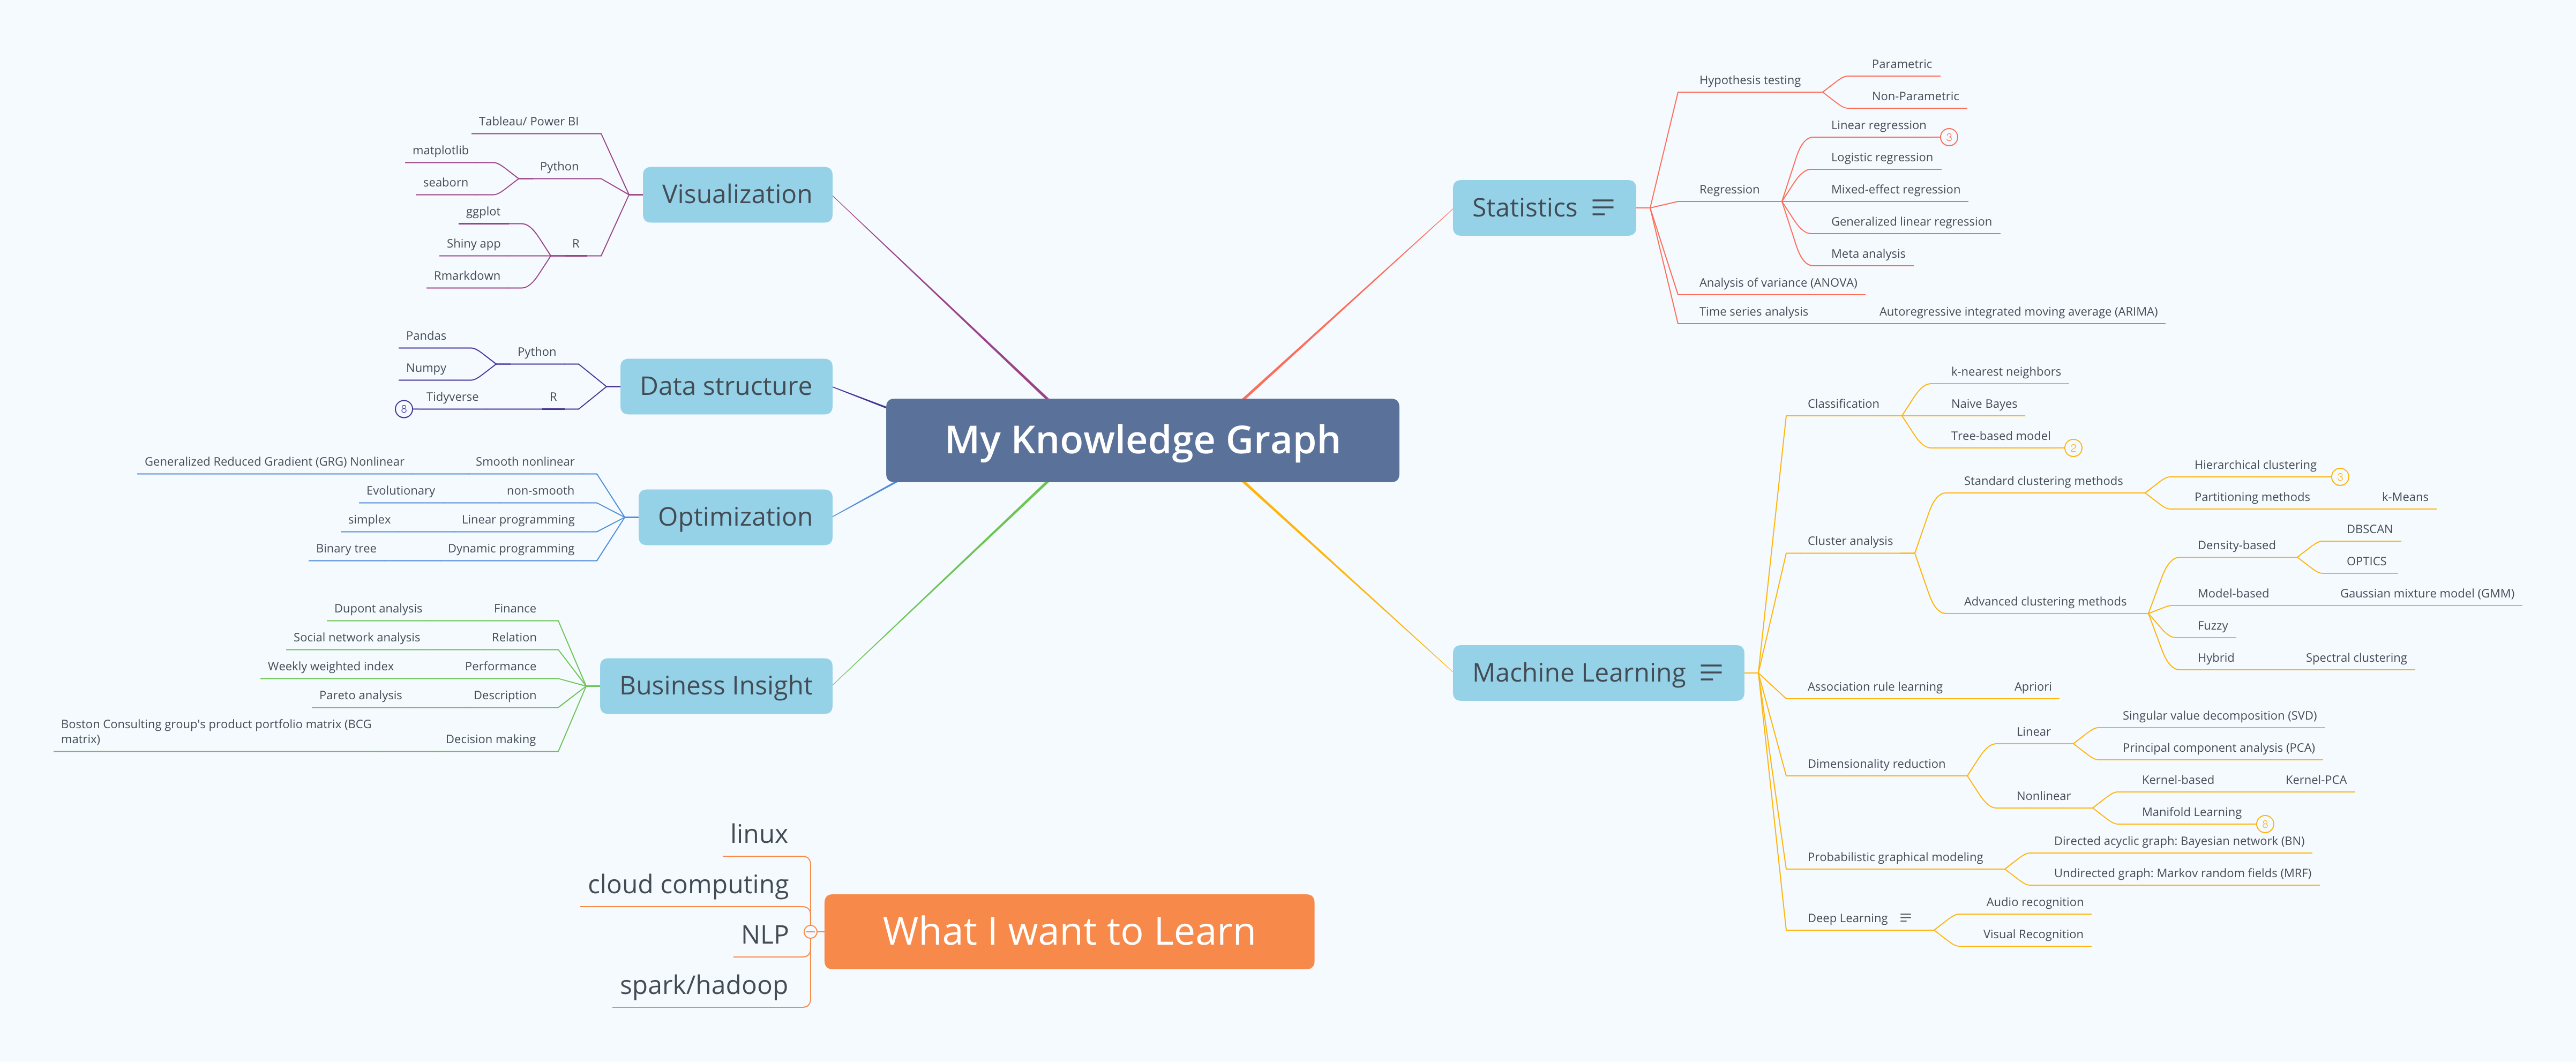 My Knowledge Graph
Visualization
Tableau/ Power BI
Python
matplotlib
seaborn
R
ggplot
Shiny app
Rmarkdown
Data structure
Python
Pandas
Numpy
R
Tidyverse
8
Optimization
Smooth nonlinear
Generalized Reduced Gradient (GRG) Nonlinear
non-smooth
Evolutionary
Linear programming
simplex
Dynamic programming
Binary tree
Business Insight
Finance
Dupont analysis
Relation
Social network analysis
Performance
Weekly weighted index
Description
Pareto analysis
Decision making
Boston Consulting group's product portfolio matrix (BCG
matrix)
Statistics
Hypothesis testing
Parametric
Non-Parametric
Regression
Linear regression
3
Logistic regression
Mixed-effect regression
Generalized linear regression
Meta analysis
Analysis of variance (ANOVA)
Time series analysis
Autoregressive integrated moving average (ARIMA)
Machine Learning
Classification
k-nearest neighbors
Naive Bayes
Tree-based model
2
Cluster analysis
Standard clustering methods
Hierarchical clustering
3
Partitioning methods
k-Means
Advanced clustering methods
Density-based
DBSCAN
OPTICS
Model-based
Gaussian mixture model (GMM)
Fuzzy
Hybrid
Spectral clustering
Association rule learning
Apriori
Dimensionality reduction
Linear
Singular value decomposition (SVD)
Principal component analysis (PCA)
Nonlinear
Kernel-based
Kernel-PCA
Manifold Learning
8
Probabilistic graphical modeling
Directed acyclic graph: Bayesian network (BN)
Undirected graph: Markov random fields (MRF)
Deep Learning
Audio recognition
Visual Recognition
What I want to Learn
linux
cloud computing
NLP
spark/hadoop